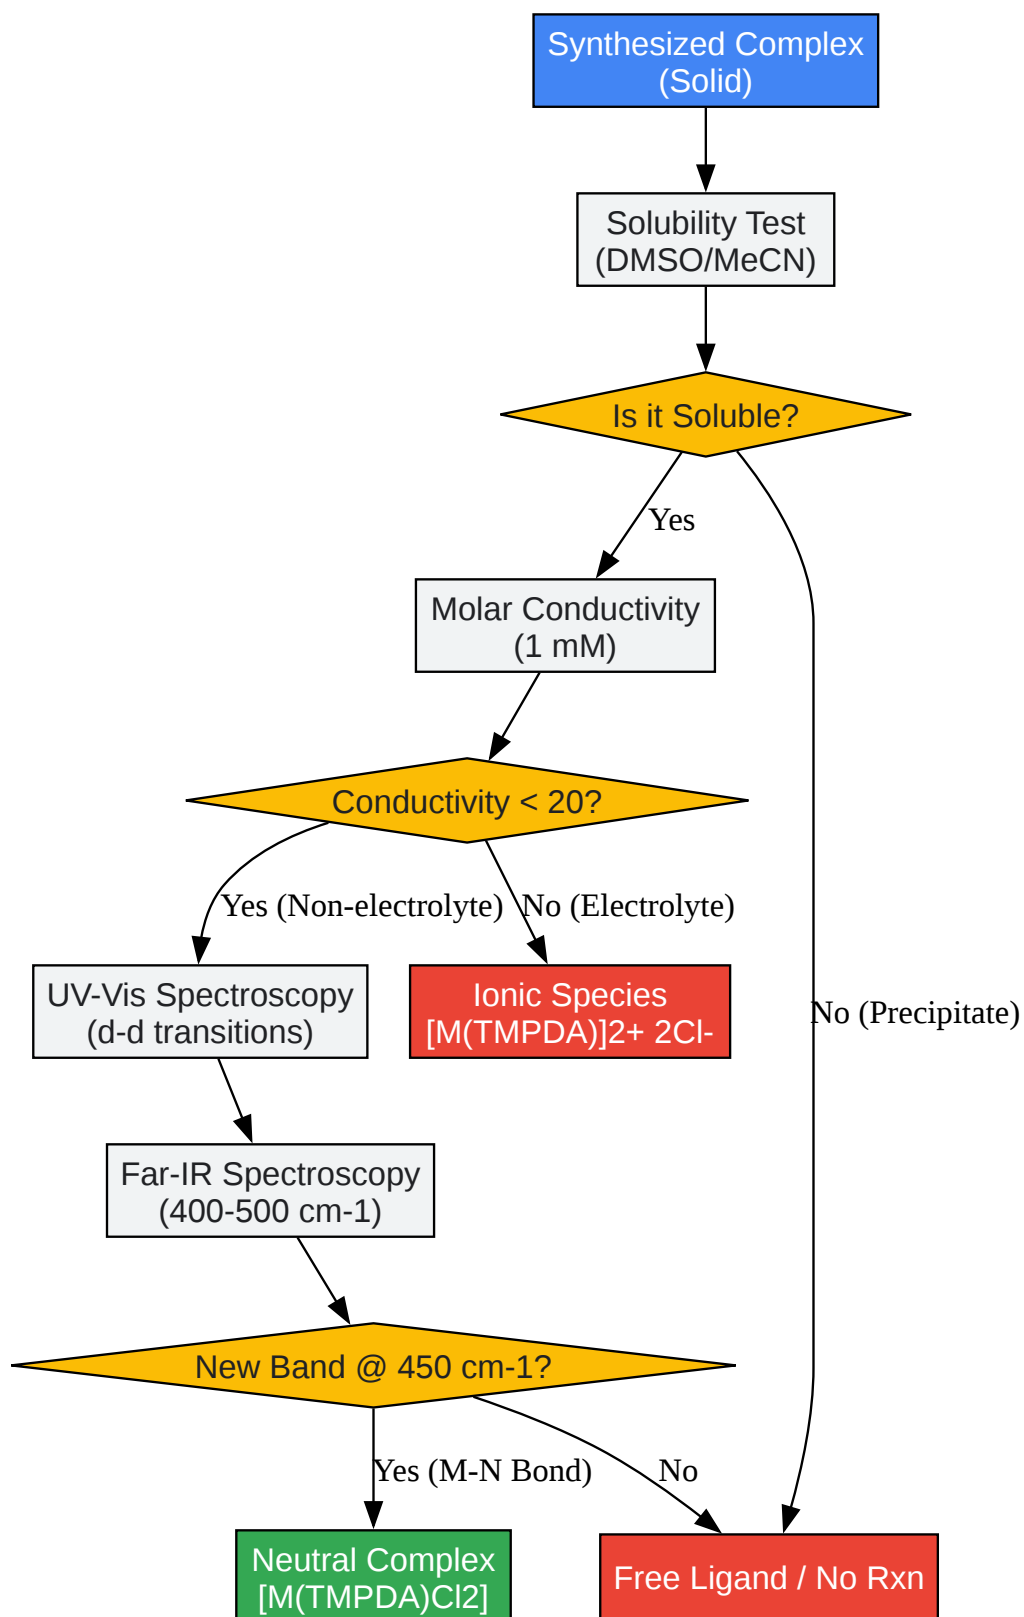 Synthesized Complex
(Solid)
Solubility Test
(DMSO/MeCN)
Is it Soluble?
Yes
Molar Conductivity
(1 mM)
Conductivity < 20?
Yes (Non-electrolyte)
No (Electrolyte)
UV-Vis Spectroscopy
(d-d transitions)
Ionic Species
[M(TMPDA)]2+ 2Cl-
No (Precipitate)
Far-IR Spectroscopy
(400-500 cm-1)
New Band @ 450 cm-1?
Yes (M-N Bond)
No
Neutral Complex
[M(TMPDA)Cl2]
Free Ligand / No Rxn